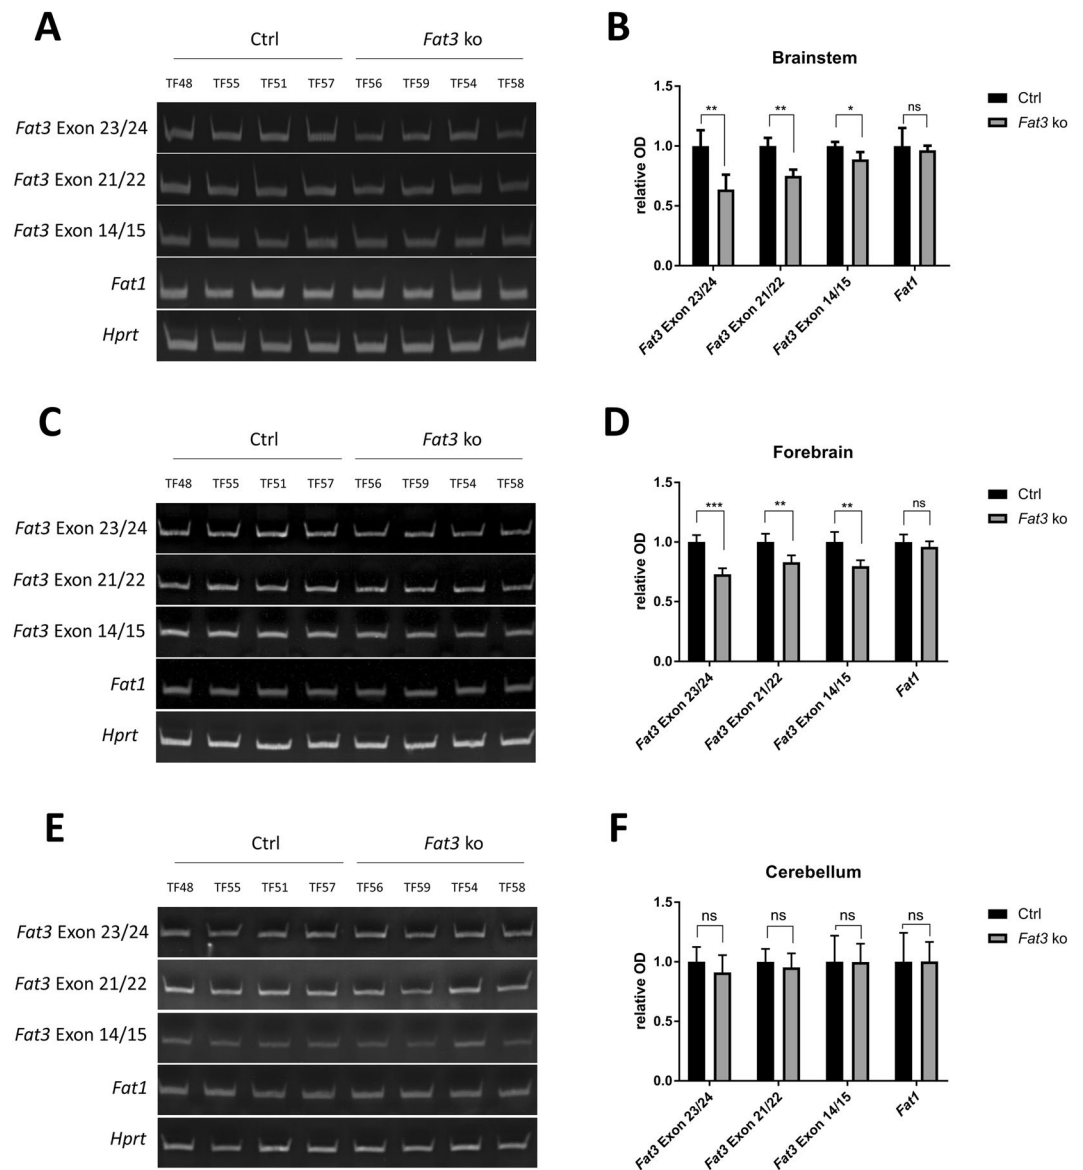 A
Ctrl
Fat3 ko
TF48 TF55 TF51 TF57 TF56 TF59 TF54 TF58
Fat3 Exon 23/24
Fat3 Exon 21/22
Fat3 Exon 14/15
Fat1
Hprt
B
Brainstem
1.5
1.0
0.5
0.0
relative OD
**
**
*
ns
Ctrl
Fat3 ko
Fat3 Exon 23/24
Fat3 Exon 21/22
Fat3 Exon 14/15
Fat1
C
Ctrl
Fat3 ko
TF48 TF55 TF51 TF57 TF56 TF59 TF54 TF58
Fat3 Exon 23/24
Fat3 Exon 21/22
Fat3 Exon 14/15
Fat1
Hprt
D
Forebrain
1.5
1.0
0.5
0.0
relative OD
***
**
**
ns
Ctrl
Fat3 ko
Fat3 Exon 23/24
Fat3 Exon 21/22
Fat3 Exon 14/15
Fat1
E
Ctrl
Fat3 ko
TF48 TF55 TF51 TF57 TF56 TF59 TF54 TF58
Fat3 Exon 23/24
Fat3 Exon 21/22
Fat3 Exon 14/15
Fat1
Hprt
F
Cerebellum
1.5
1.0
0.5
0.0
relative OD
ns
ns
ns
ns
Ctrl
Fat3 ko
Fat3 Exon 23/24
Fat3 Exon 21/22
Fat3 Exon 14/15
Fat1